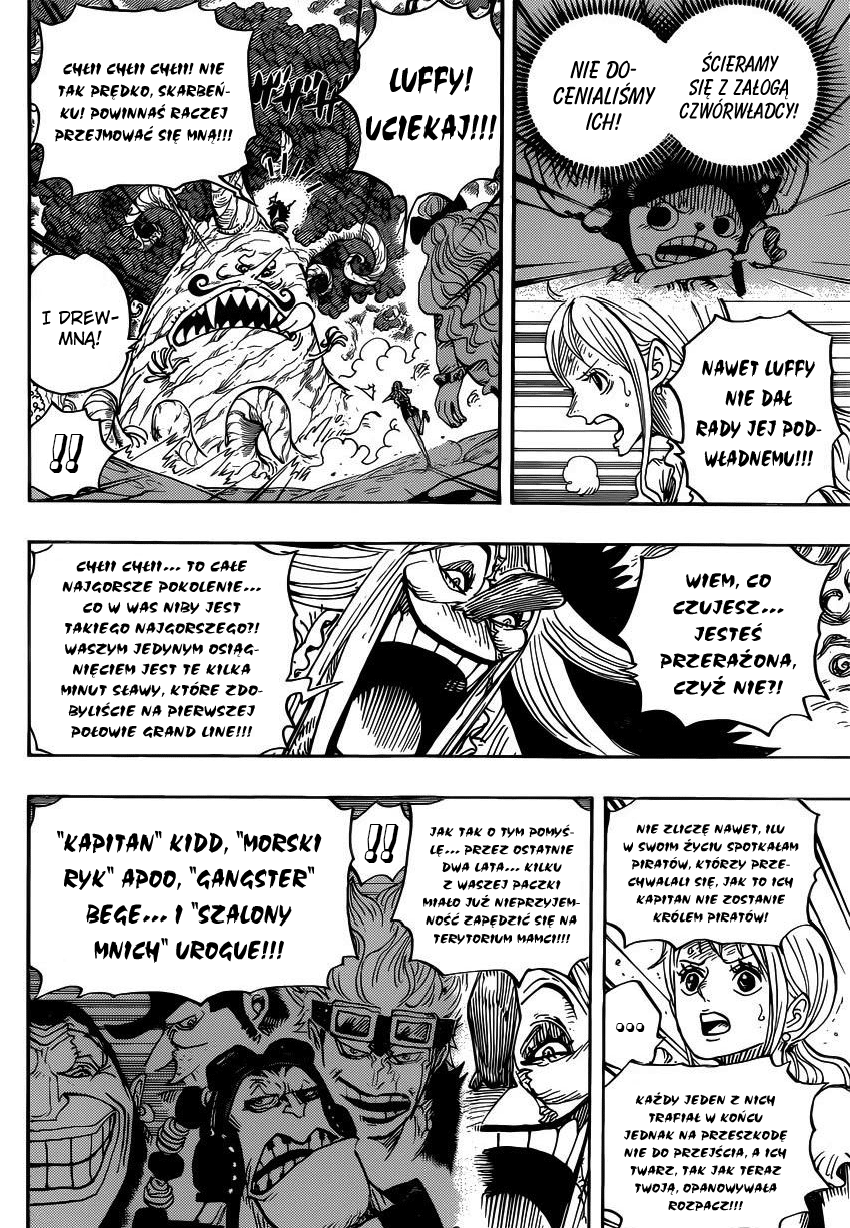 ŚCIERAMY
SIĘ Z ZAŁOGĄ
CZWÓRWŁADCY!
NIE DO-
CENIALIŚMY
ICH!
NAWET LUFFY
NIE DAŁ
RADY JEJ POD-
WŁADNEMU!!!
LUFFY!
UCIEKAJ!!!
CHŁII CHŁII CHŁII! NIE
TAK PRĘDKO, SKARBEŃ-
KU! POWINNAŚ RACZEJ
PRZEJMOWAĆ SIĘ MNĄ!!!
I DREW-
MNĄ!
!!
WIEM, CO
CZUJESZ...
JESTEŚ
PRZERAŻONA,
CZYŻ NIE?!
CHŁII CHŁII... TO CAŁE
NAJGORSZE POKOLENIE...
CO W WAS NIBY JEST
TAKIEGO NAJGORSZEGO?!
WASZYM JEDYNYM OSIĄG-
NIĘCIEM JEST TE KILKA
MINUT SŁAWY, KTÓRE ZDO-
BYLIŚCIE NA PIERWSZEJ
POŁOWIE GRAND LINE!!!
NIE ZLICZĘ NAWET, ILU
W SWOIM ŻYCIU SPOTKAŁAM
PIRATÓW, KTÓRZY PRZE-
CHWALALI SIĘ, JAK TO ICH
KAPITAN NIE ZOSTANIE
KRÓLEM PIRATÓW!
...
KAŻDY JEDEN Z NICH
TRAFIAŁ W KOŃCU
JEDNAK NA PRZESZKODĘ
NIE DO PRZEJŚCIA, A ICH
TWARZ, TAK JAK TERAZ
TWOJĄ, OPANOWYWAŁA
ROZPACZ!!!
JAK TAK O TYM POMYŚ-
LĘ... PRZEZ OSTATNIE
DWA LATA... KILKU
Z WASZEJ PACZKI
MIAŁO JUŻ NIEPRZYJEM-
NOŚĆ ZAPĘDZIĆ SIĘ NA
TERYTORIUM MAMCI!!!
!!
"KAPITAN" KIDD, "MORSKI
RYK" APOO, "GANGSTER"
BEGE... I "SZALONY
MNICH" UROGUE!!!